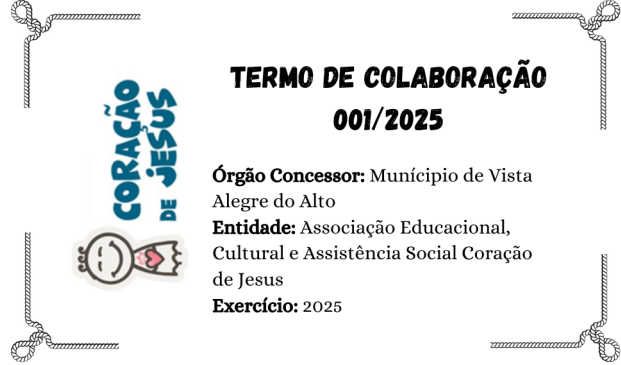 CORAÇÃO
DE JESUS
TERMO DE COLABORAÇÃO
001/2025
Órgão Concessor: Munícipio de Vista
Alegre do Alto
Entidade: Associação Educacional,
Cultural e Assistência Social Coração
de Jesus
Exercício: 2025